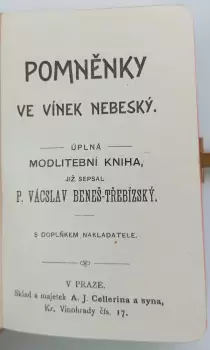 POMNĚNKY
VE VÍNEK NEBESKÝ.
ÚPLNÁ
MODLITEBNÍ KNIHA,
JIŽ SEPSAL
P. VÁCSLAV BENEŠ-TŘEBÍZSKÝ.
S DOPLŇKEM NAKLADATELE.
V PRAZE.
Sklad a majetek A. J. Cellerina a syna,
Kr. Vinohrady čís. 17.